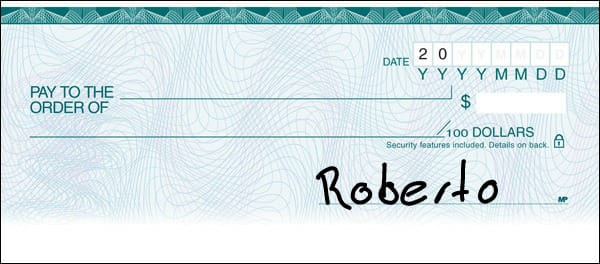 DATE 2 0 Y Y M M D D
Y Y Y Y M M D D
PAY TO THE
ORDER OF
$
100 DOLLARS
Security features included. Details on back.
Roberto
MP